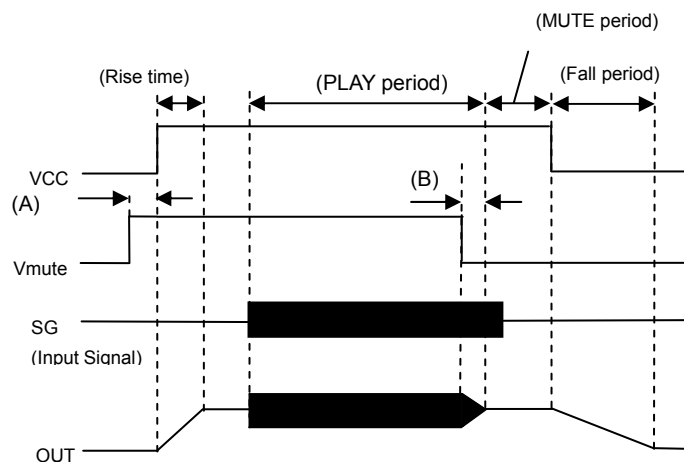 (MUTE period)
(Rise time)
(PLAY period)
(Fall period)
VCC
(A)
(B)
Vmute
SG
(Input Signal)
OUT